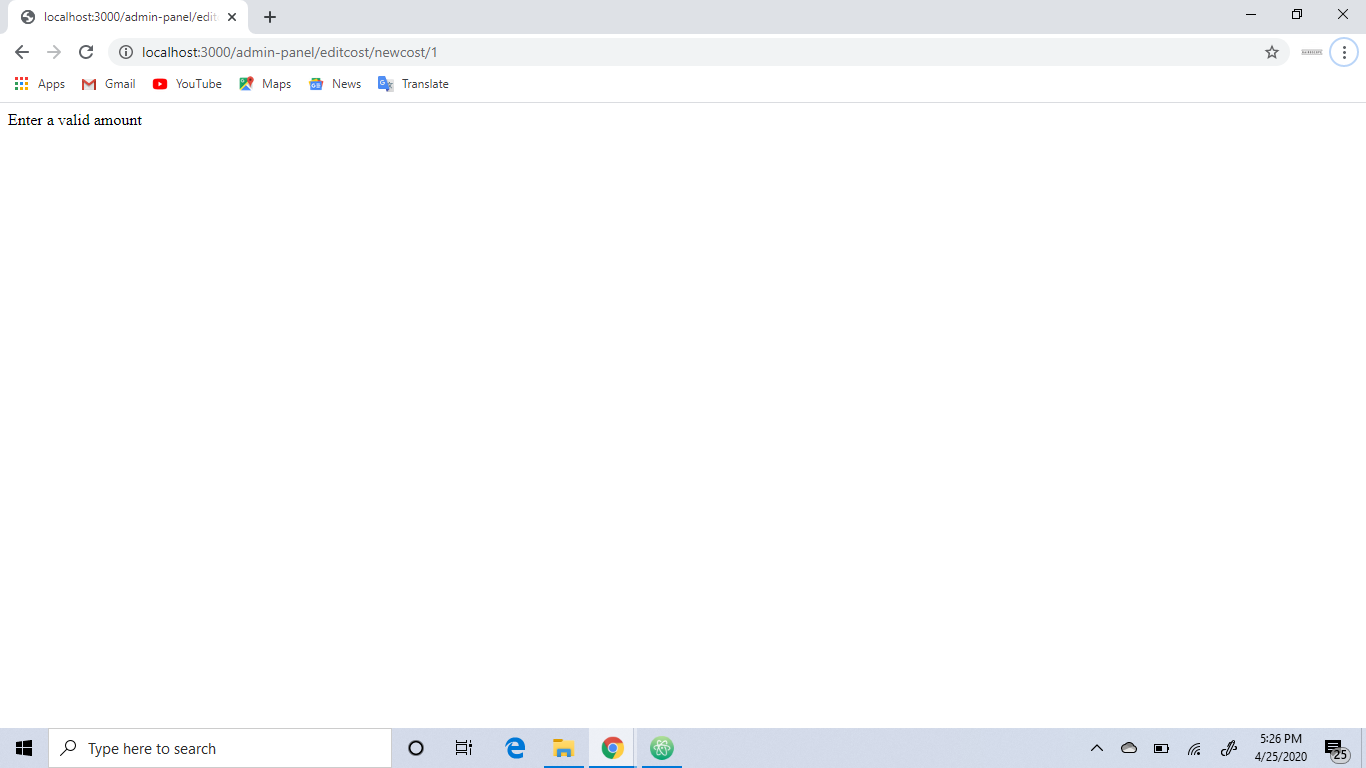 localhost:3000/admin-panel/edit
localhost:3000/admin-panel/editcost/newcost/1
Apps Gmail YouTube Maps News Translate
Enter a valid amount
Type here to search
5:26 PM
4/25/2020
25